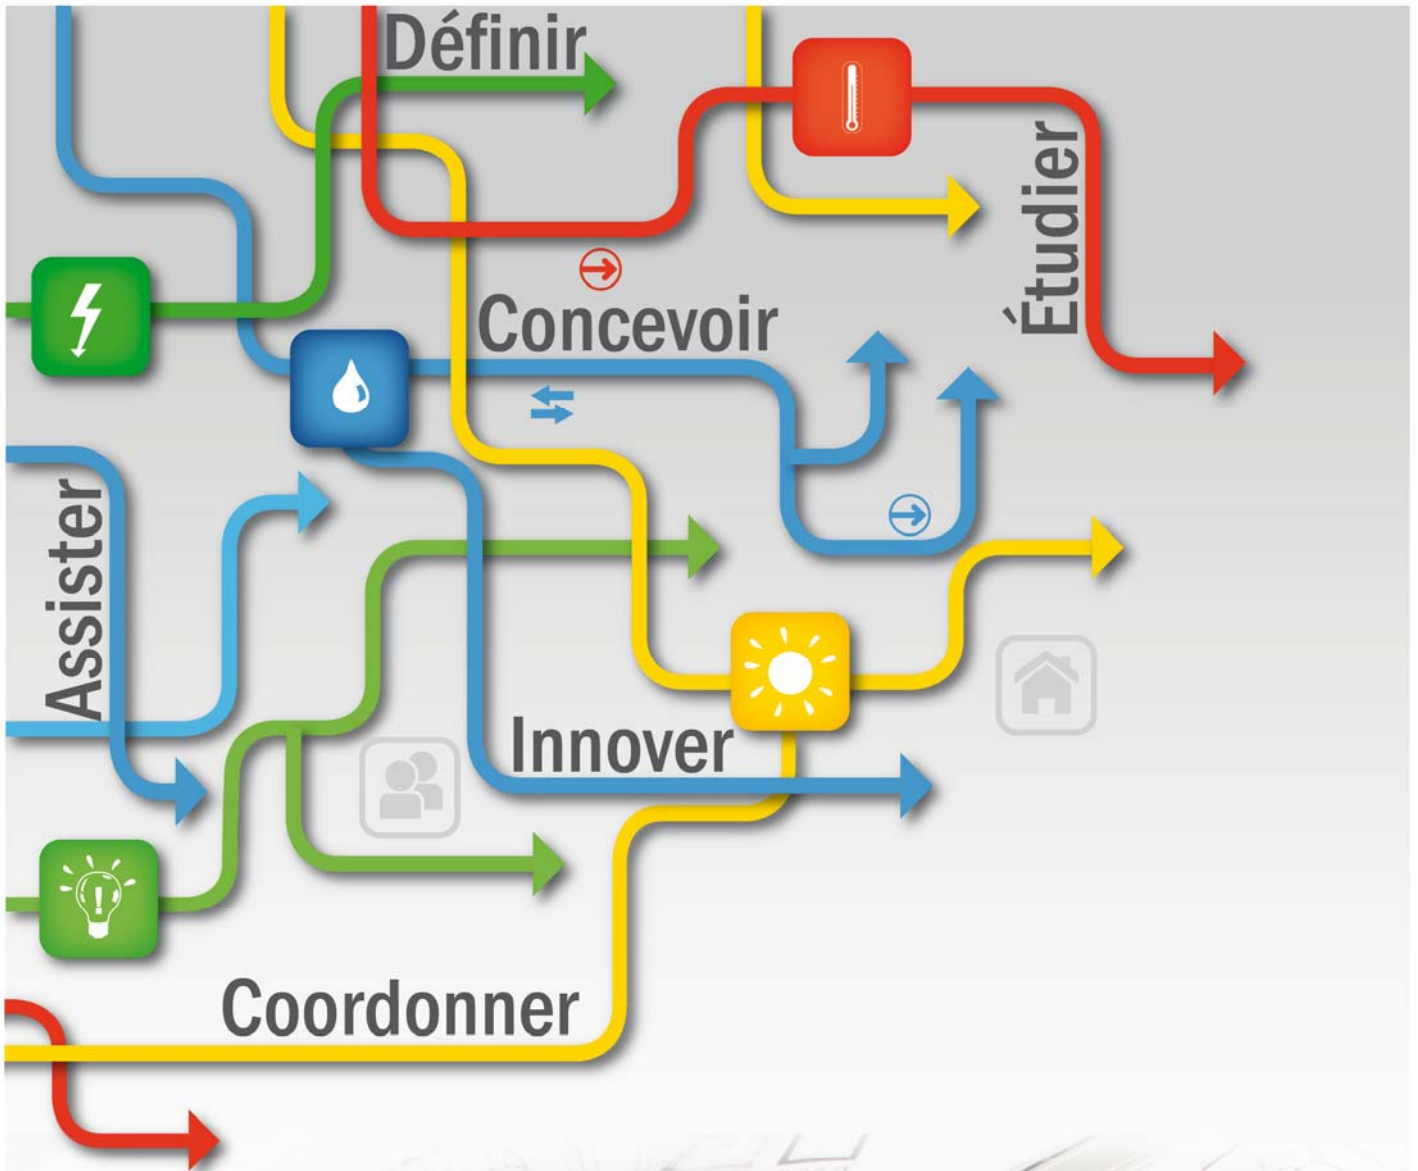 Définir
Étudier
Concevoir
Assister
Innover
!
Coordonner